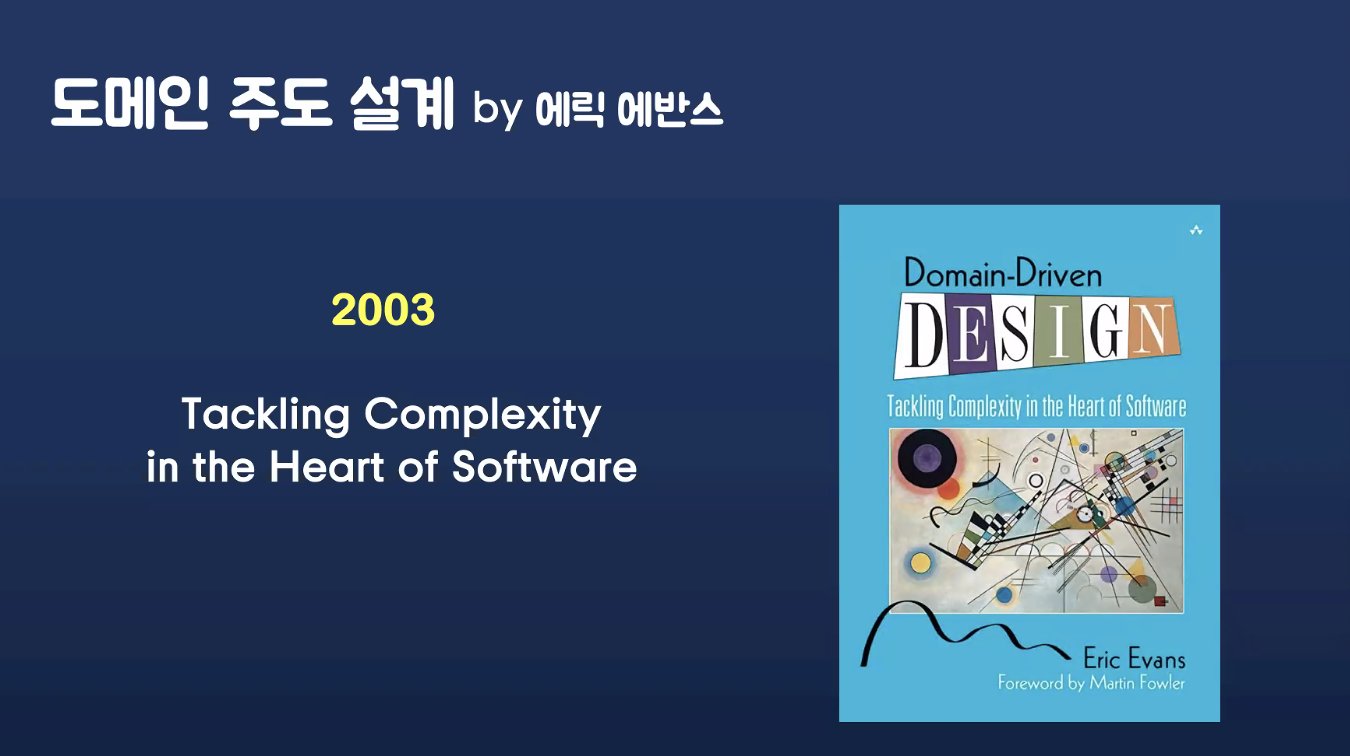 도메인 주도 설계 by 에릭 에반스
2003
Tackling Complexity
in the Heart of Software
Domain-Driven
DESIGN
Tackling Complexity in the Heart of Software
Eric Evans
Foreword by Martin Fowler